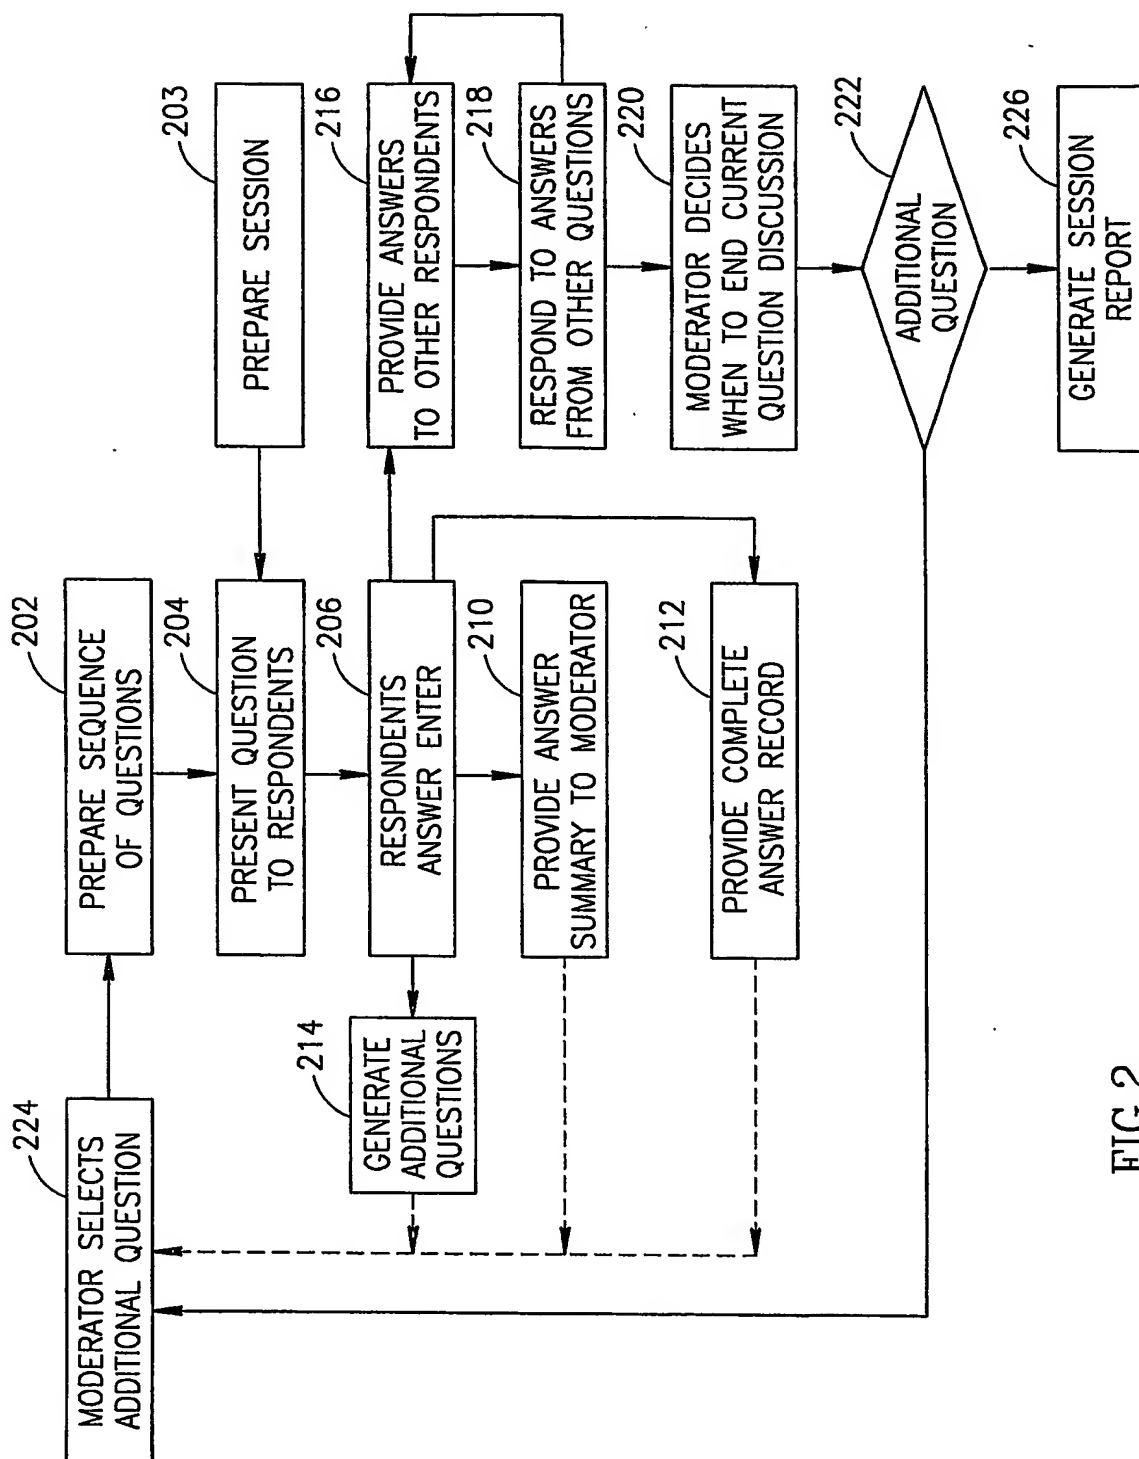 224
MODERATOR SELECTS
ADDITIONAL QUESTION
202
PREPARE SEQUENCE
OF QUESTIONS
203
PREPARE SESSION
204
PRESENT QUESTION
TO RESPONDENTS
206
RESPONDENTS
ANSWER ENTER
216
PROVIDE ANSWERS
TO OTHER RESPONDENTS
214
GENERATE
ADDITIONAL
QUESTIONS
210
PROVIDE ANSWER
SUMMARY TO MODERATOR
218
RESPOND TO ANSWERS
FROM OTHER QUESTIONS
212
PROVIDE COMPLETE
ANSWER RECORD
220
MODERATOR DECIDES
WHEN TO END CURRENT
QUESTION DISCUSSION
222
ADDITIONAL
QUESTION
226
GENERATE SESSION
REPORT
FIG.2